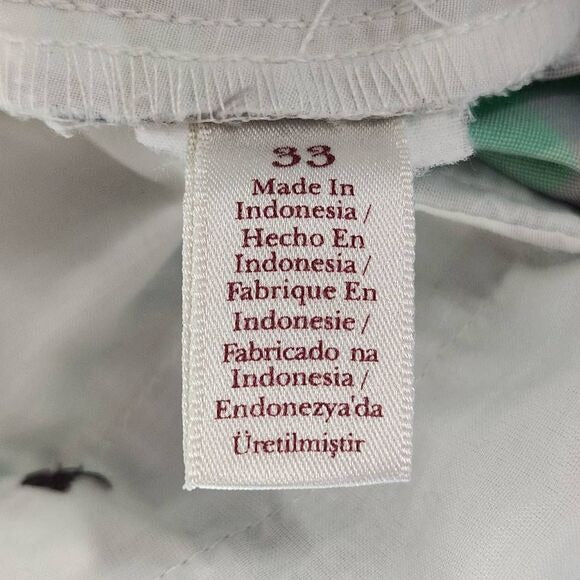 33
Made In
Indonesia /
Hecho En
Indonesia /
Fabrique En
Indonesie /
Fabricado na
Indonesia /
Endonezya'da
Üretilmiştir